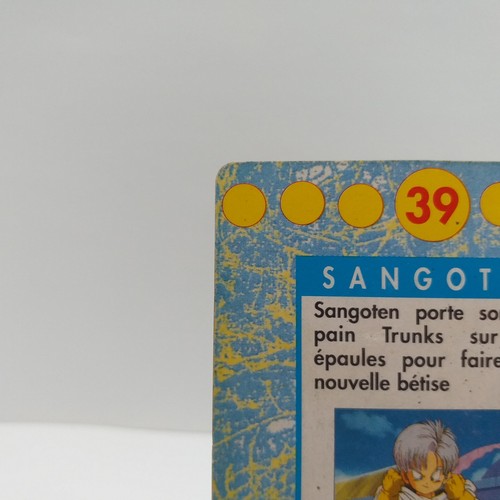 39
SANGOT
Sangoten porte so
pain Trunks sur
épaules pour faire
nouvelle bétise